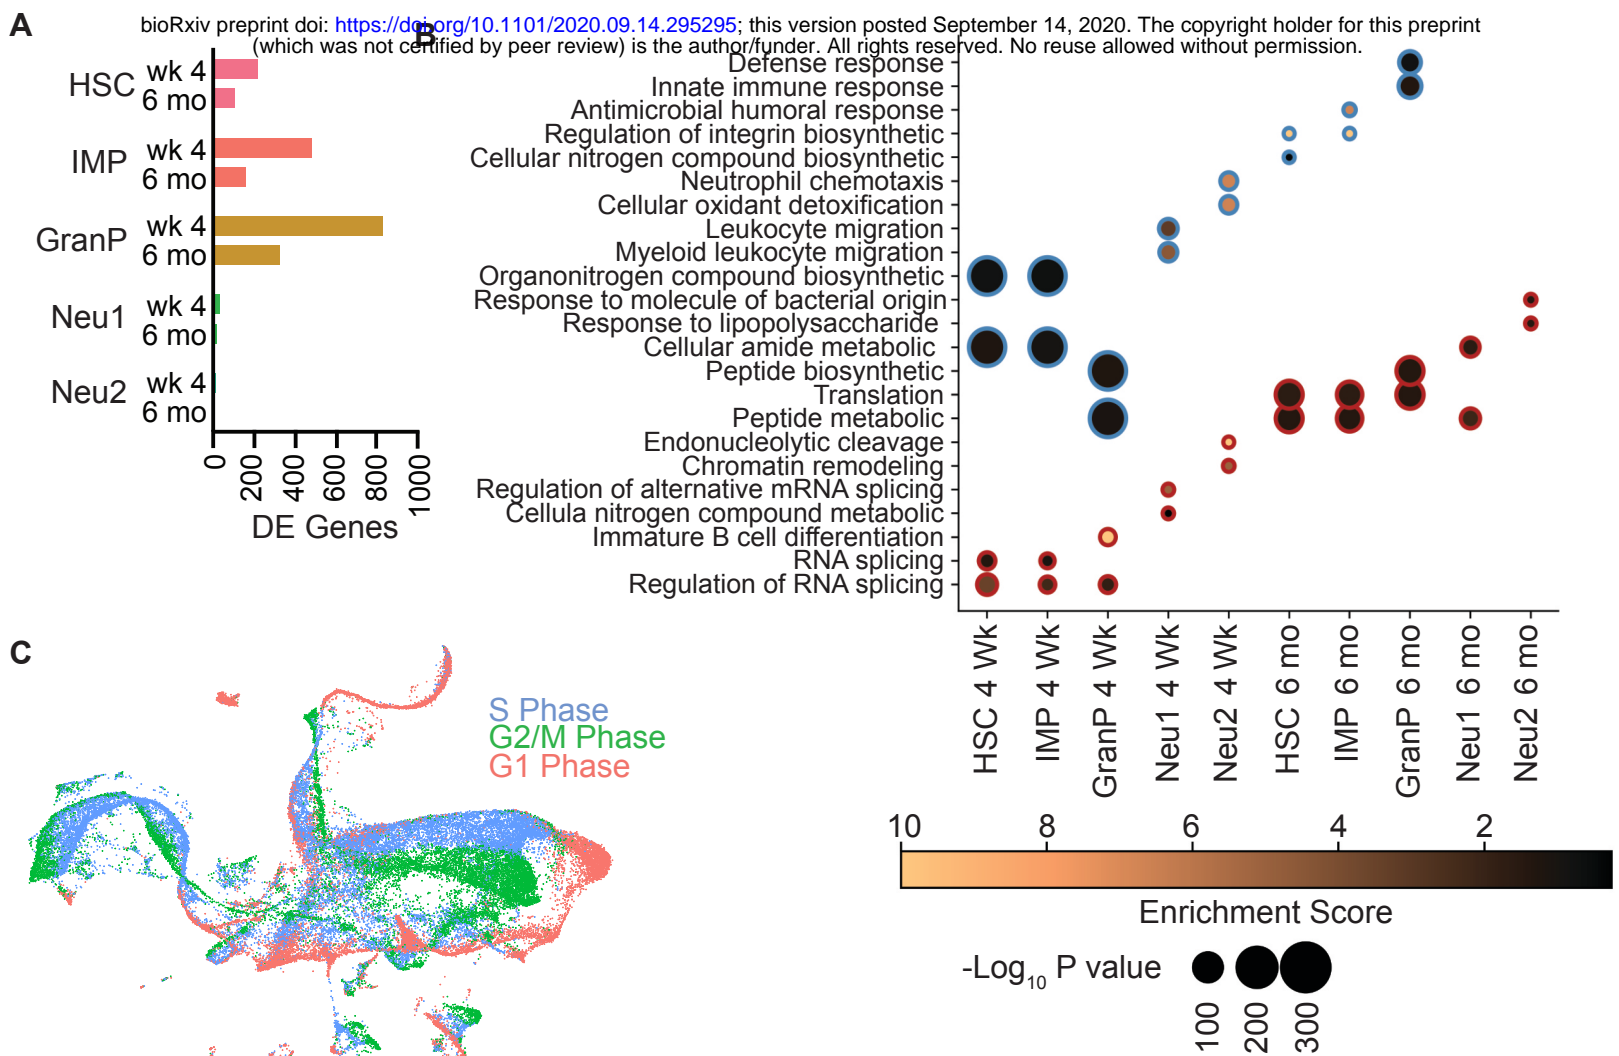 bioRxiv preprint doi: https://doi.org/10.1101/2020.09.14.295295; this version posted September 14, 2020. The copyright holder for this preprint
(which was not certified by peer review) is the author/funder. All rights reserved. No reuse allowed without permission.
A
HSC
wk 4
6 mo
IMP
wk 4
6 mo
GranP
wk 4
6 mo
Neu1
wk 4
6 mo
Neu2
wk 4
6 mo
0
200
400
600
800
1000
DE Genes
B
Defense response
Innate immune response
Antimicrobial humoral response
Regulation of integrin biosynthetic
Cellular nitrogen compound biosynthetic
Neutrophil chemotaxis
Cellular oxidant detoxification
Leukocyte migration
Myeloid leukocyte migration
Organonitrogen compound biosynthetic
Response to molecule of bacterial origin
Response to lipopolysaccharide
Cellular amide metabolic
Peptide biosynthetic
Translation
Peptide metabolic
Endonucleolytic cleavage
Chromatin remodeling
Regulation of alternative mRNA splicing
Cellula nitrogen compound metabolic
Immature B cell differentiation
RNA splicing
Regulation of RNA splicing
HSC 4 Wk
IMP 4 Wk
GranP 4 Wk
Neu1 4 Wk
Neu2 4 Wk
HSC 6 mo
IMP 6 mo
GranP 6 mo
Neu1 6 mo
Neu2 6 mo
10 8 6 4 2
Enrichment Score
-Log10 P value
100
200
300
C
S Phase
G2/M Phase
G1 Phase